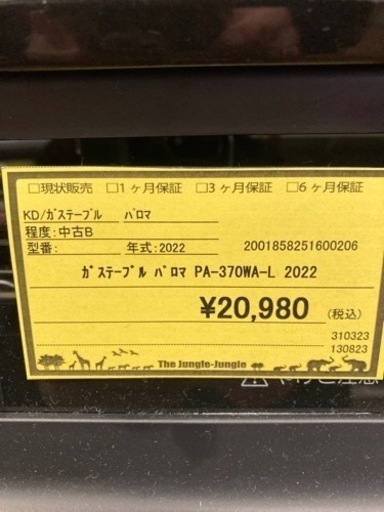 □現状販売 □1ヶ月保証 □3ヶ月保証 □6ヶ月保証
KD/ｶﾞｽﾃｰﾌﾞﾙ ﾊﾟﾛﾏ
程度:中古B
型番: 年式:2022 2001858251600206
ｶﾞｽﾃｰﾌﾞﾙ ﾊﾟﾛﾏ PA-370WA-L 2022
¥20,980 (税込)
310323
130823
The Jungle-Jungle